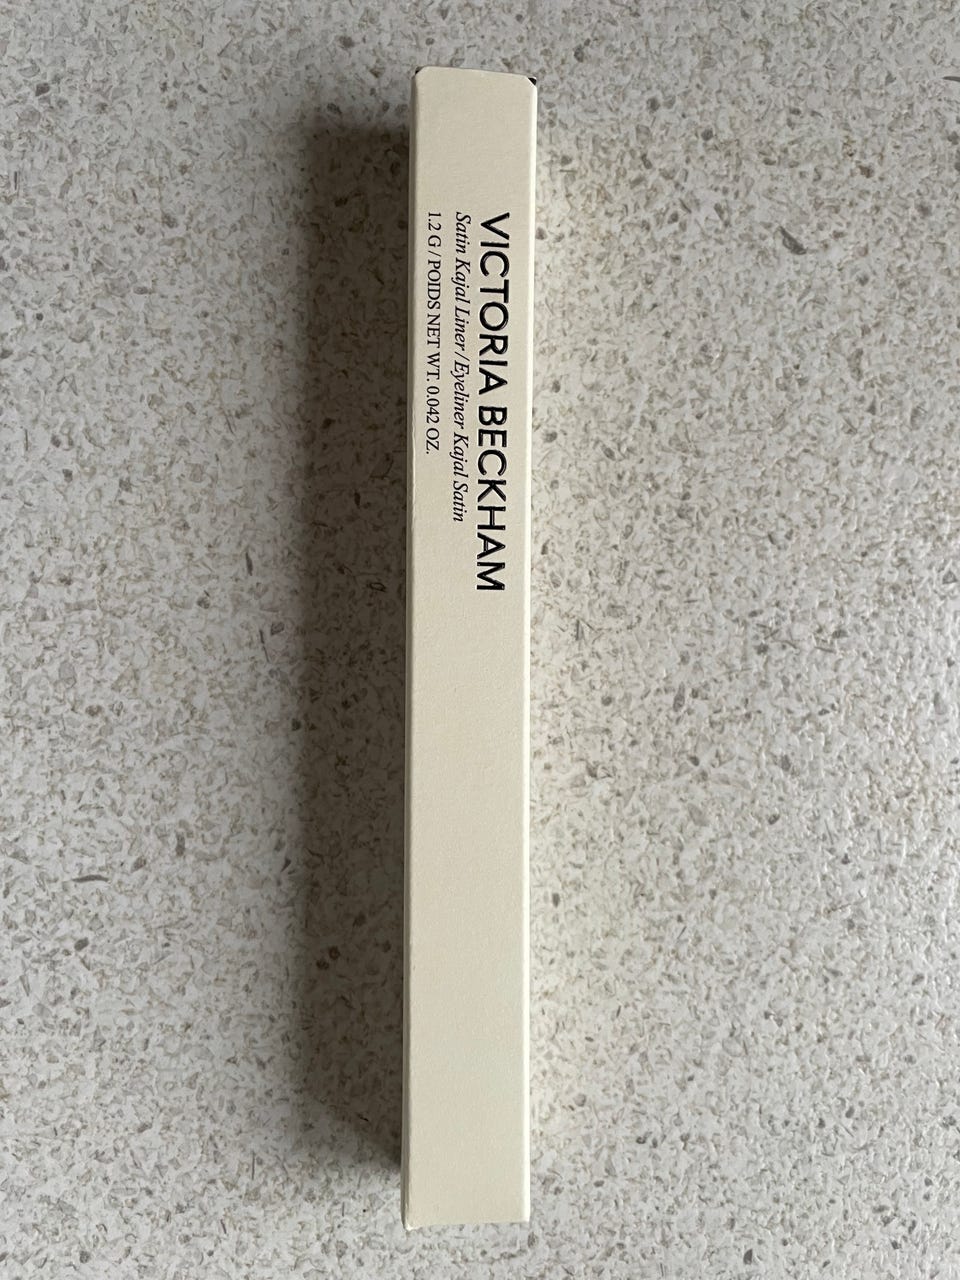 VICTORIA BECKHAM
Satin Kajal Liner / Eyeliner Kajal Satin
1.2 G / POIDS NET WT. 0.042 OZ.